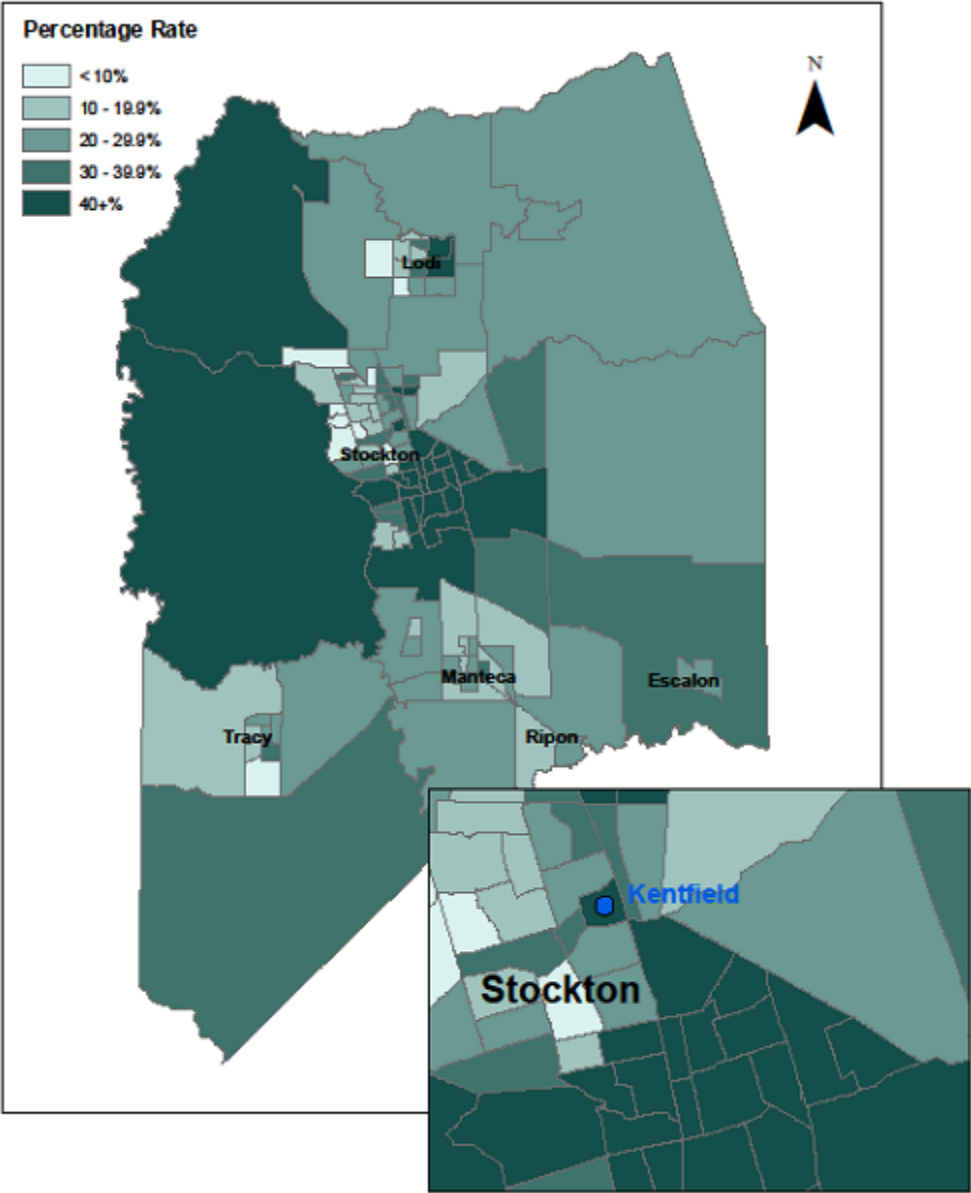 Percentage Rate
N
< 10%
10 - 19.9%
20 - 29.9%
30 - 39.9%
40+%
Lodi
Stockton
Manteca
Escalon
Tracy
Ripon
Kentfield
Stockton